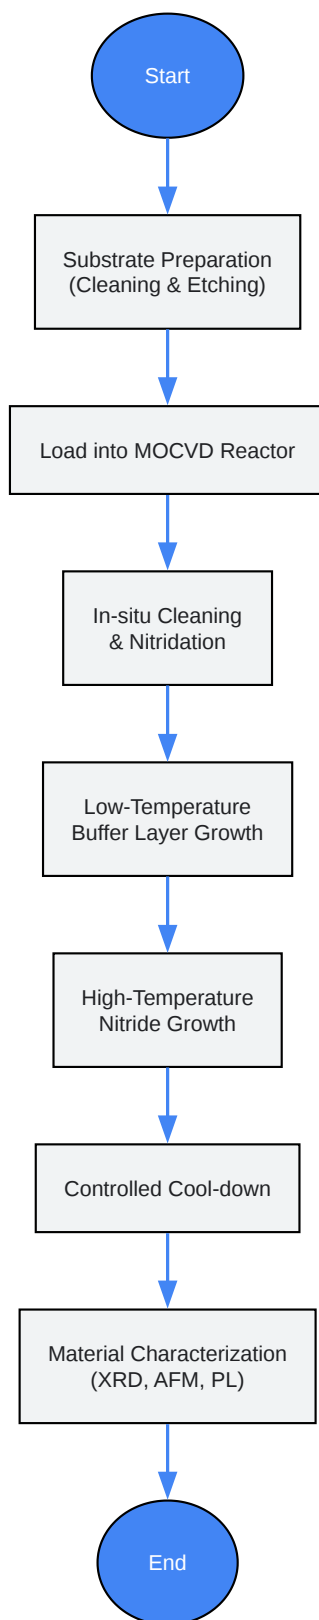 Start
Substrate Preparation
(Cleaning & Etching)
Load into MOCVD Reactor
In-situ Cleaning
& Nitridation
Low-Temperature
Buffer Layer Growth
High-Temperature
Nitride Growth
Controlled Cool-down
Material Characterization
(XRD, AFM, PL)
End